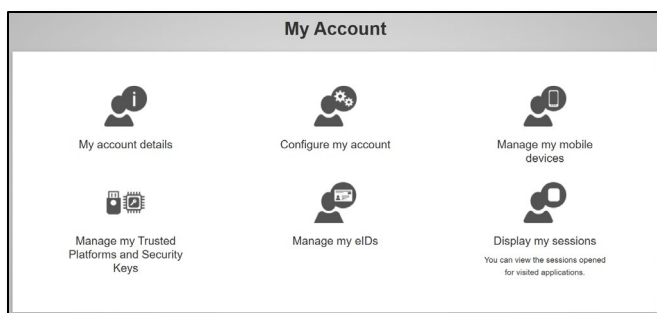 My Account
My account details
Configure my account
Manage my mobile
devices
Manage my Trusted
Platforms and Security
Keys
Manage my eIDs
Display my sessions
You can view the sessions opened
for visited applications.